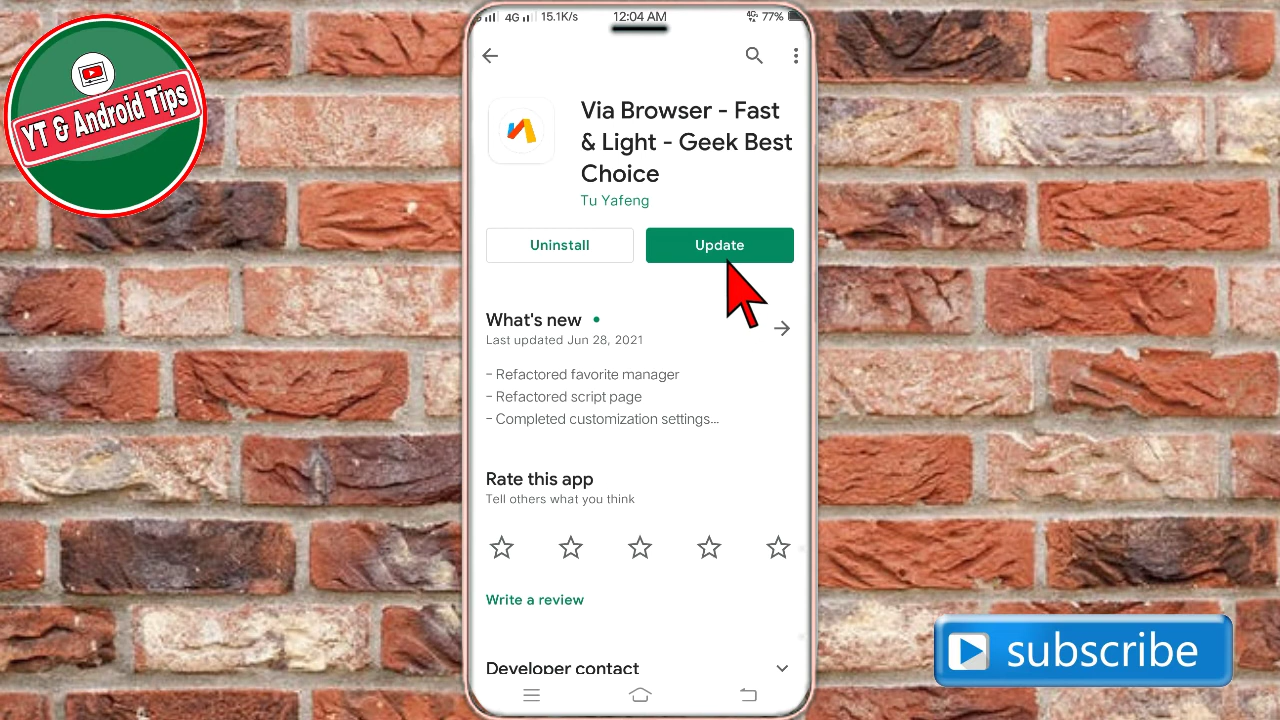 YT & Android Tips
4G 15.1K/s 12:04 AM 4G 77%
Via Browser - Fast
& Light - Geek Best
Choice
Tu Yafeng
Uninstall
Update
What's new
Last updated Jun 28, 2021
- Refactored favorite manager
- Refactored script page
- Completed customization settings...
Rate this app
Tell others what you think
Write a review
Developer contact
subscribe